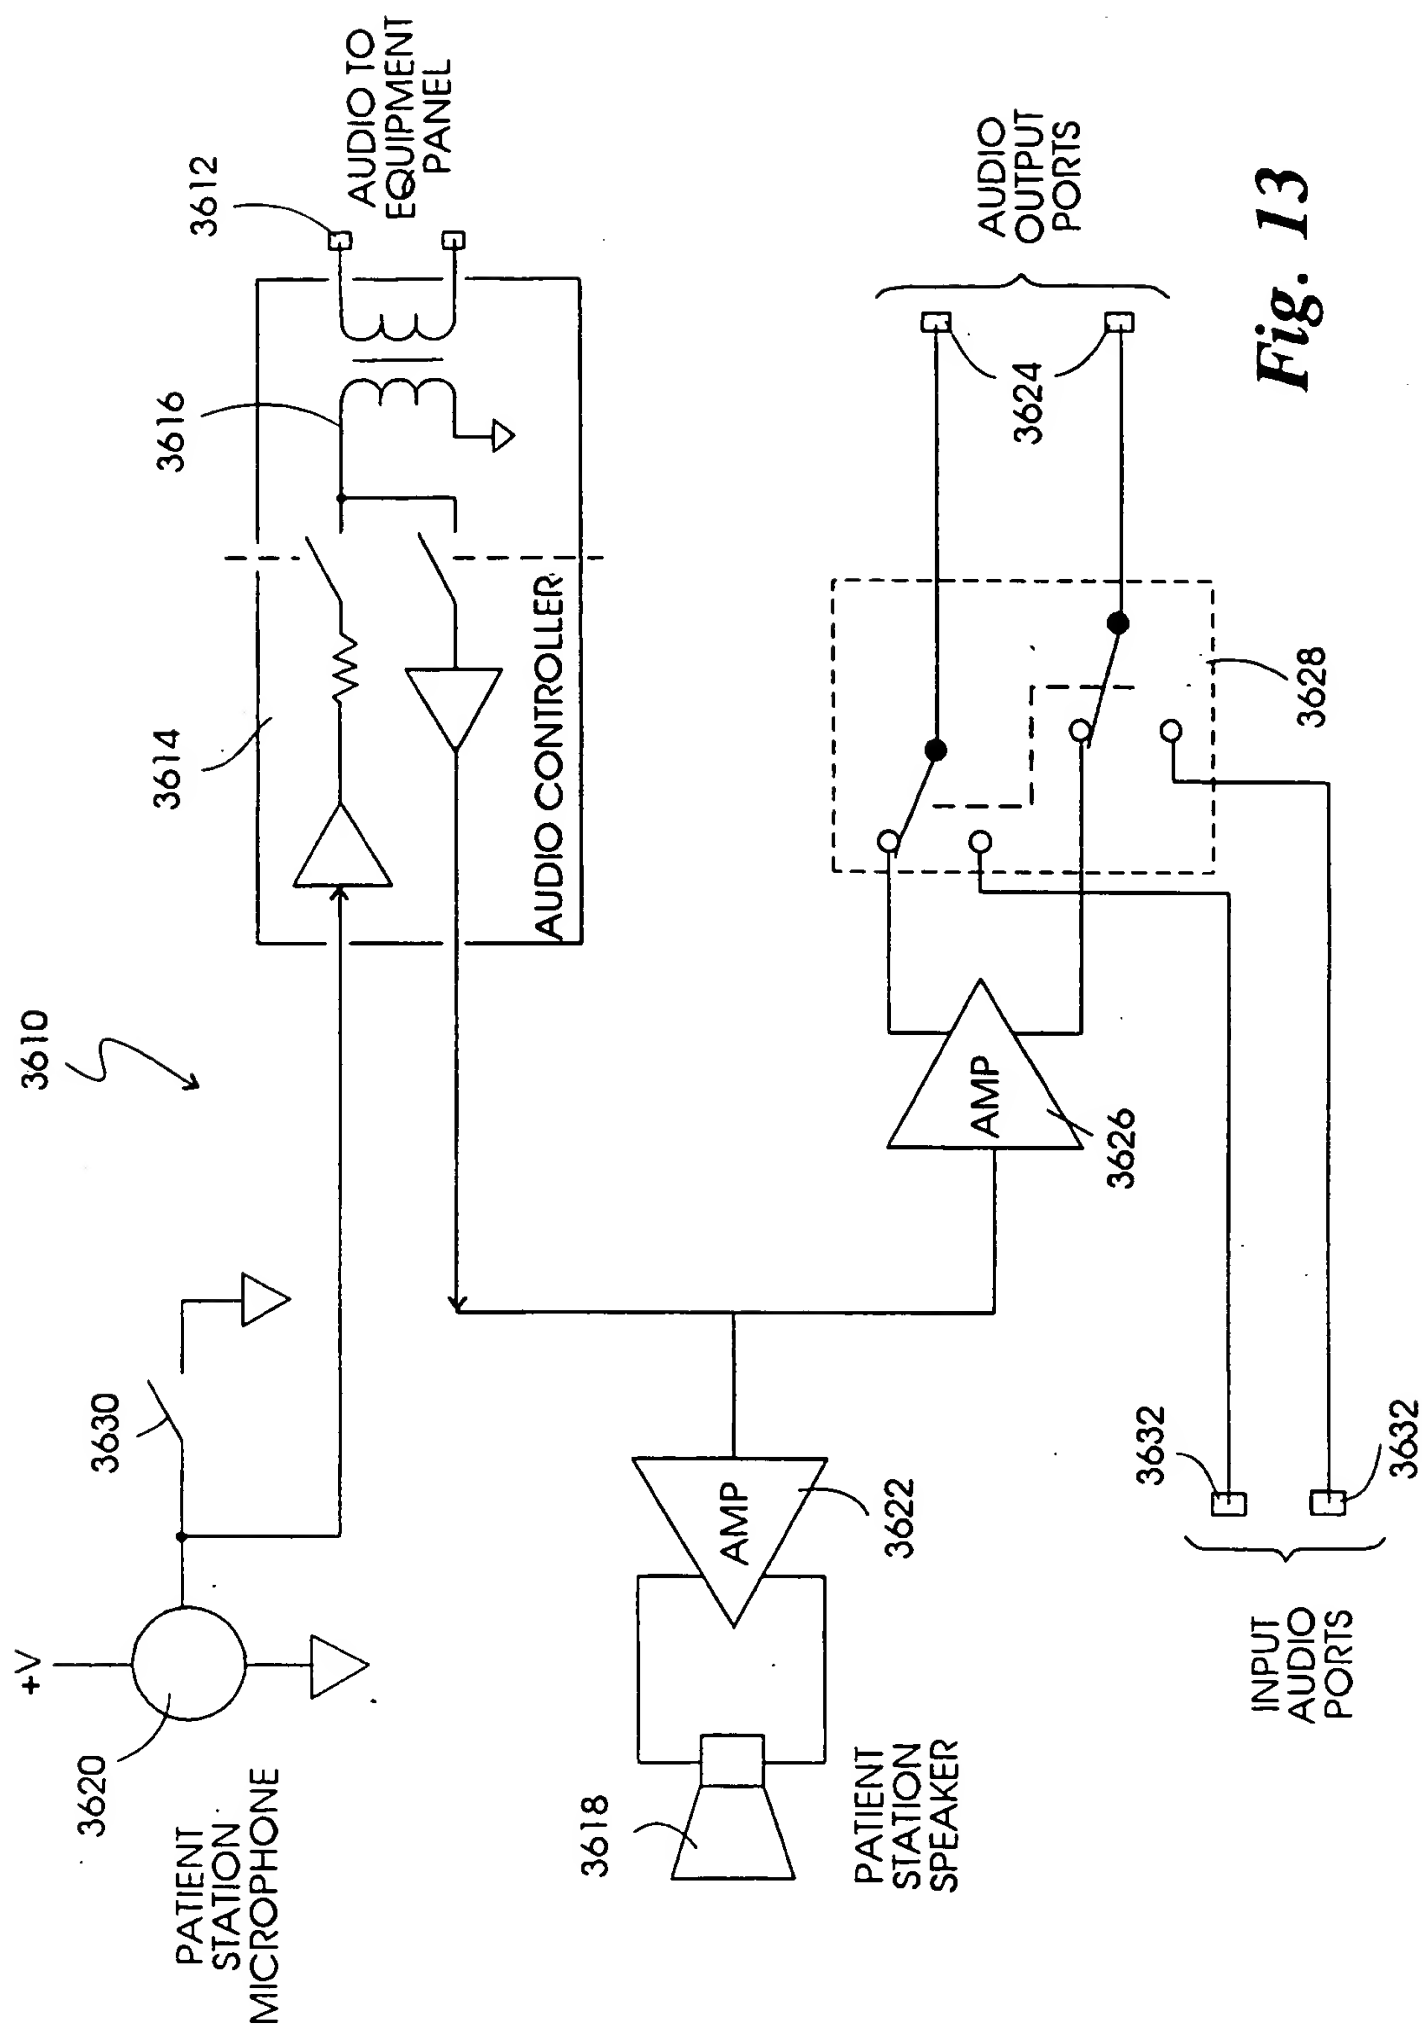 3610
+V
3620
PATIENT
STATION
MICROPHONE
3630
3614
3616
3612
AUDIO TO
EQUIPMENT
PANEL
AUDIO CONTROLLER
3618
PATIENT
STATION
SPEAKER
AMP
3622
AMP
3626
3628
3624
AUDIO
OUTPUT
PORTS
3632
3632
INPUT
AUDIO
PORTS
Fig. 13